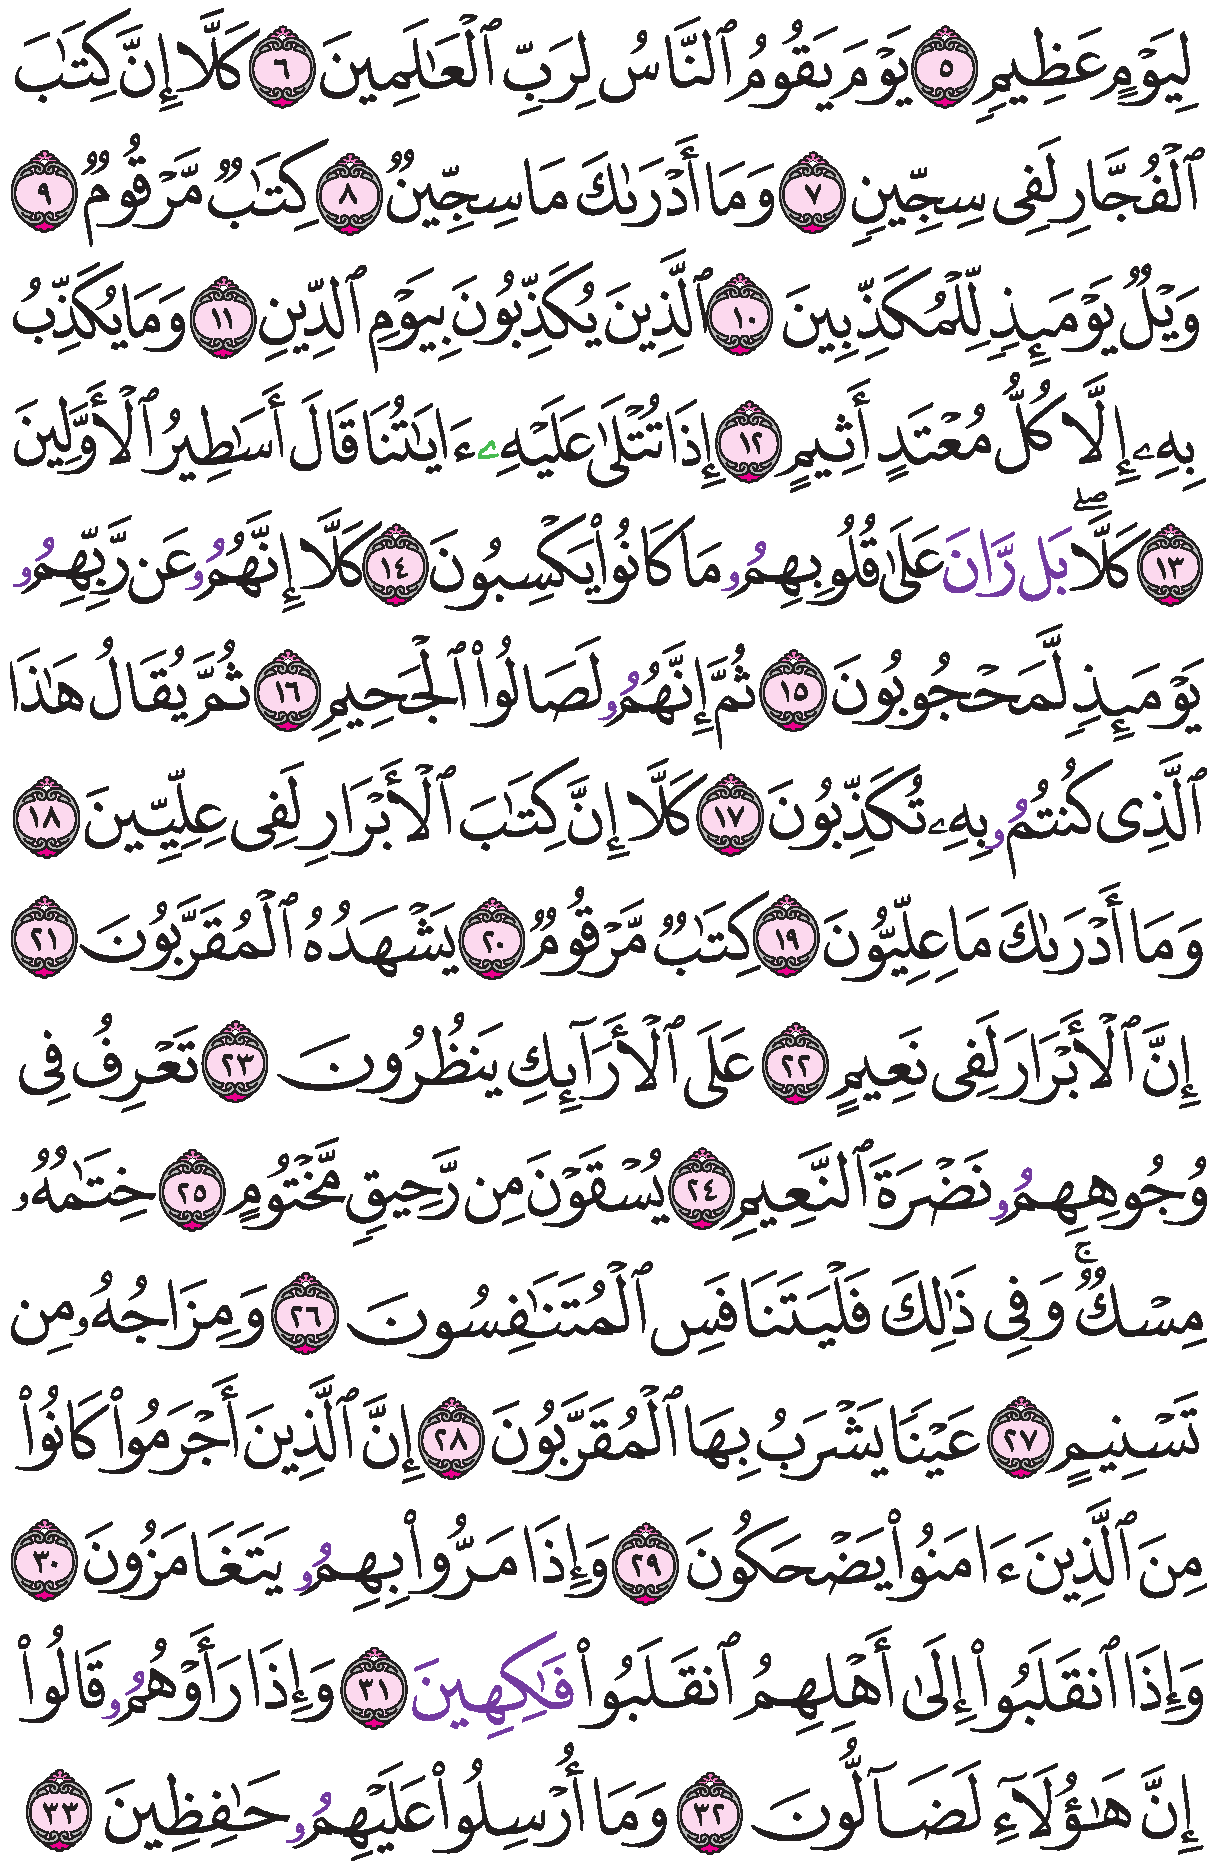 لِيَوْمٍ عَظِيمٍ ٥ يَوْمَ يَقُومُ ٱلنَّاسُ لِرَبِّ ٱلْعَٰلَمِينَ ٦ كَلَّا إِنَّ كِتَٰبَ
ٱلْفُجَّارِ لَفِى سِجِّينٍ ٧ وَمَا أَدْرَىٰكَ مَا سِجِّينٌ ٨ كِتَٰبٌ مَّرْقُومٌ ٩
وَيْلٌ يَوْمَئِذٍ لِّلْمُكَذِّبِينَ ١٠ ٱلَّذِينَ يُكَذِّبُونَ بِيَوْمِ ٱلدِّينِ ١١ وَمَا يُكَذِّبُ
بِهِۦ إِلَّا كُلُّ مُعْتَدٍ أَثِيمٍ ١٢ إِذَا تُتْلَىٰ عَلَيْهِۦ ءَايَٰتُنَا قَالَ أَسَٰطِيرُ ٱلْأَوَّلِينَ
١٣ كَلَّاۖ بَل رَّانَ عَلَىٰ قُلُوبِهِمُۥ مَا كَانُوا۟ يَكْسِبُونَ ١٤ كَلَّا إِنَّهُمُۥ عَن رَّبِّهِمُۥ
يَوْمَئِذٍ لَّمَحْجُوبُونَ ١٥ ثُمَّ إِنَّهُمُۥ لَصَالُوا۟ ٱلْجَحِيمِ ١٦ ثُمَّ يُقَالُ هَٰذَا
ٱلَّذِى كُنتُمُۥ بِهِۦ تُكَذِّبُونَ ١٧ كَلَّا إِنَّ كِتَٰبَ ٱلْأَبْرَارِ لَفِى عِلِّيِّينَ ١٨
وَمَا أَدْرَىٰكَ مَا عِلِّيُّونَ ١٩ كِتَٰبٌ مَّرْقُومٌ ٢٠ يَشْهَدُهُ ٱلْمُقَرَّبُونَ ٢١
إِنَّ ٱلْأَبْرَارَ لَفِى نَعِيمٍ ٢٢ عَلَى ٱلْأَرَآئِكِ يَنظُرُونَ ٢٣ تَعْرِفُ فِى
وُجُوهِهِمُۥ نَضْرَةَ ٱلنَّعِيمِ ٢٤ يُسْقَوْنَ مِن رَّحِيقٍ مَّخْتُومٍ ٢٥ خِتَٰمُهُۥ
مِسْكٌۚ وَفِى ذَٰلِكَ فَلْيَتَنَافَسِ ٱلْمُتَنَٰفِسُونَ ٢٦ وَمِزَاجُهُۥ مِن
تَسْنِيمٍ ٢٧ عَيْنًا يَشْرَبُ بِهَا ٱلْمُقَرَّبُونَ ٢٨ إِنَّ ٱلَّذِينَ أَجْرَمُوا۟ كَانُوا۟
مِنَ ٱلَّذِينَ ءَامَنُوا۟ يَضْحَكُونَ ٢٩ وَإِذَا مَرُّوا۟ بِهِمُۥ يَتَغَامَزُونَ ٣٠
وَإِذَا ٱنقَلَبُوا۟ إِلَىٰ أَهْلِهِمُ ٱنقَلَبُوا۟ فَٰكِهِينَ ٣١ وَإِذَا رَأَوْهُمُۥ قَالُوا۟
إِنَّ هَٰؤُلَآءِ لَضَآلُّونَ ٣٢ وَمَا أُرْسِلُوا۟ عَلَيْهِمُۥ حَٰفِظِينَ ٣٣